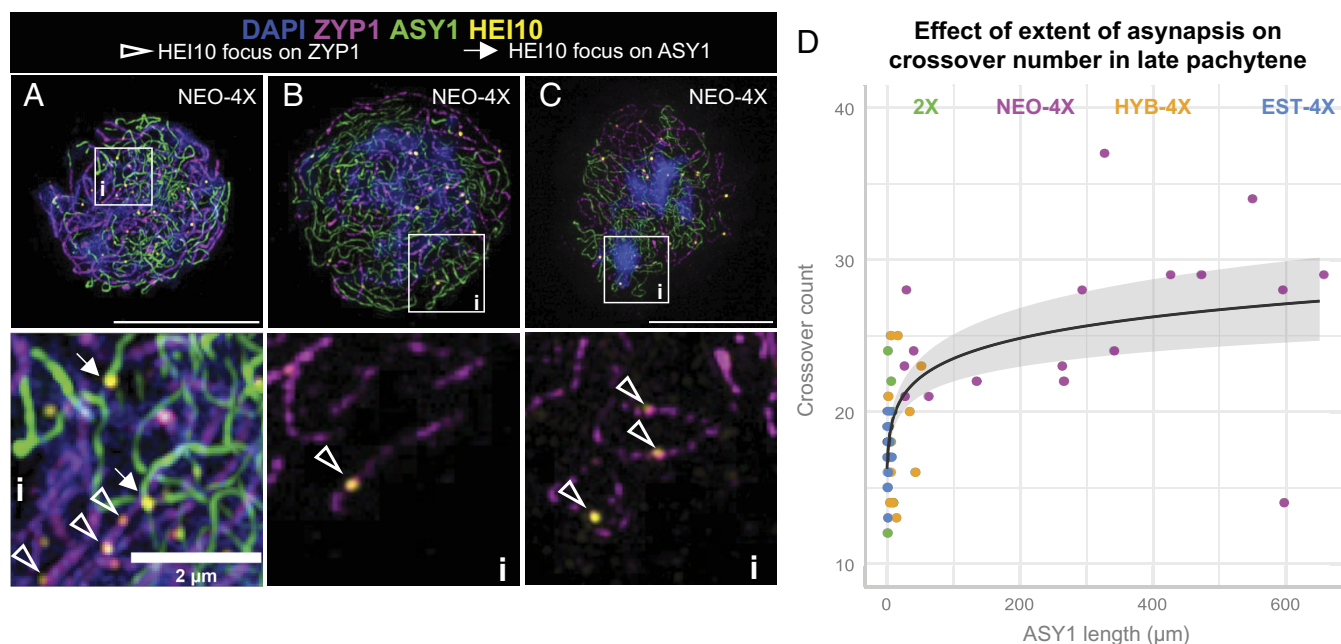 DAPI ZYP1 ASY1 HEI10
HEI10 focus on ZYP1 HEI10 focus on ASY1
A NEO-4X
B NEO-4X
C NEO-4X
i
i
i
i
2 µm
i
i
D
Effect of extent of asynapsis on
crossover number in late pachytene
2X NEO-4X HYB-4X EST-4X
Crossover count
40
30
20
10
0 200 400 600
ASY1 length (µm)